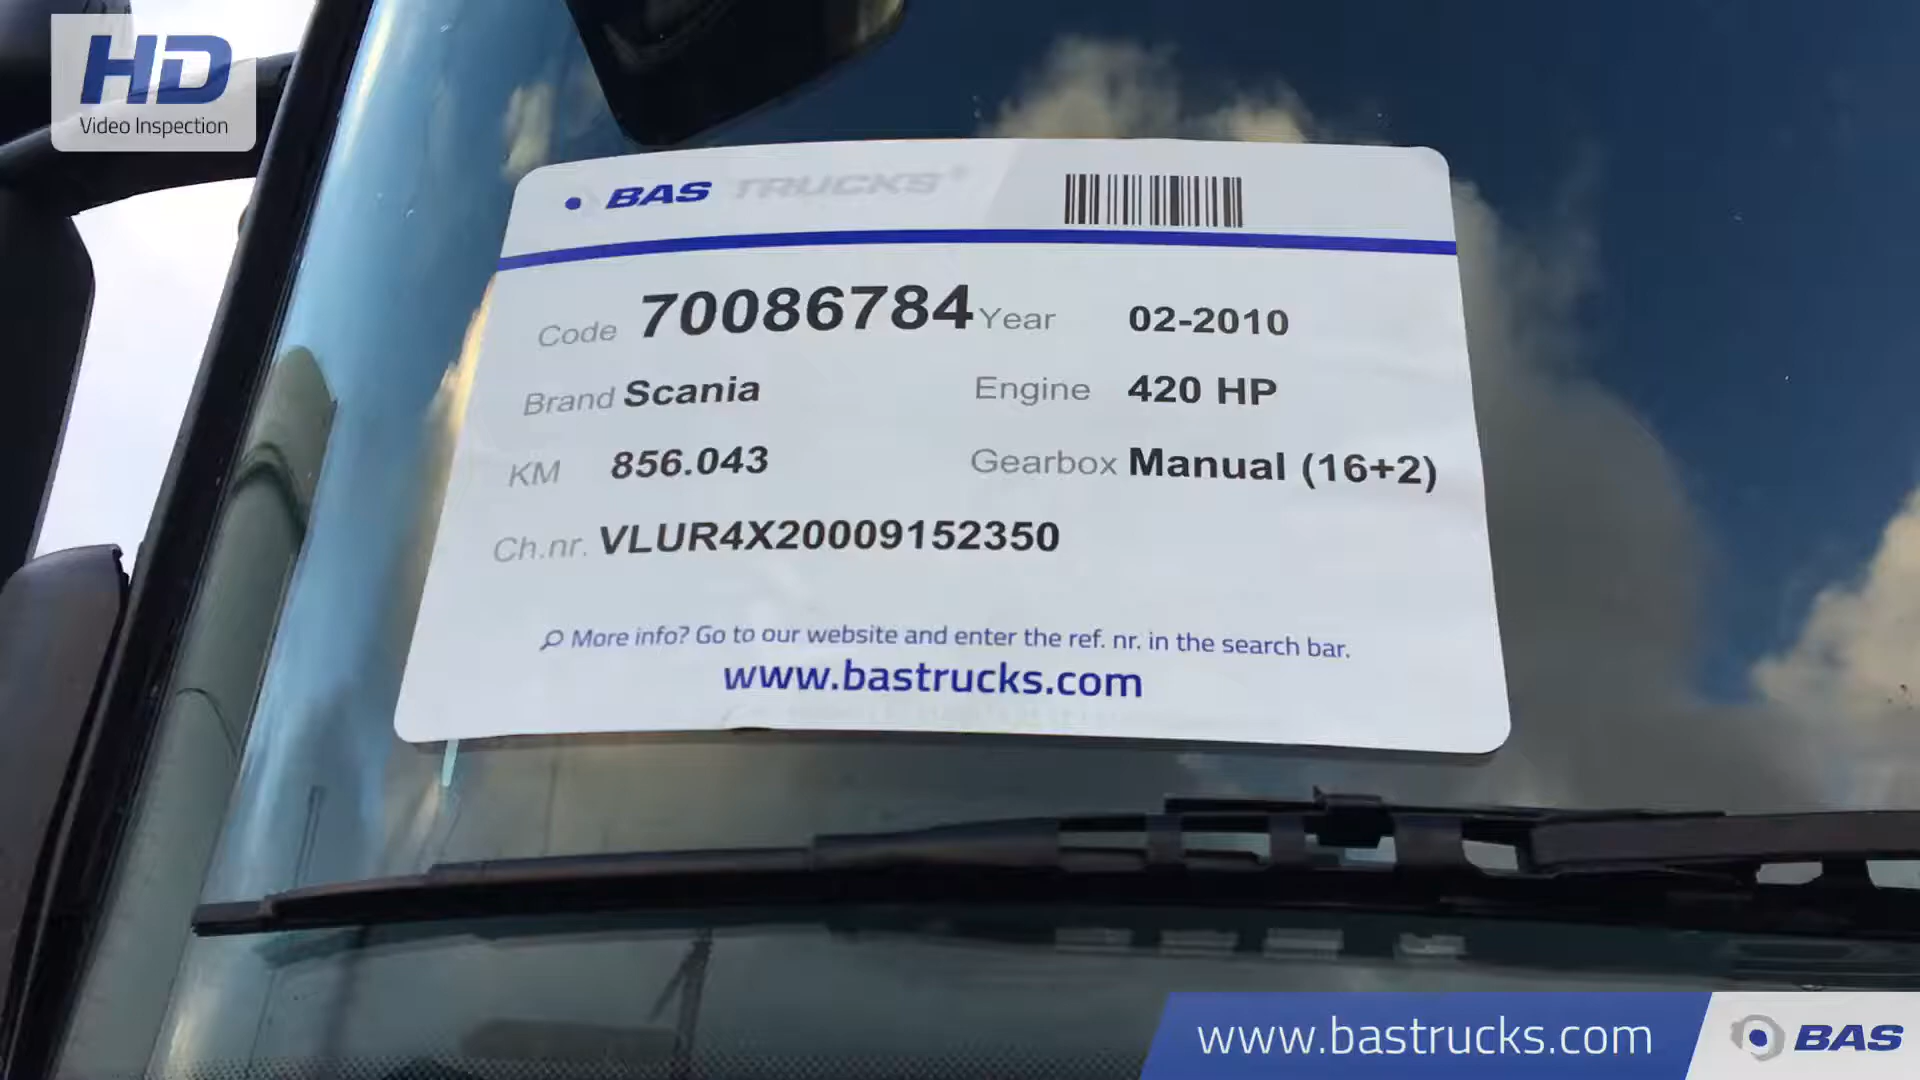 HD
Video Inspection
BAS TRUCKS®
Code 70086784 Year 02-2010
Brand Scania Engine 420 HP
KM 856.043 Gearbox Manual (16+2)
Ch.nr. VLUR4X20009152350
More info? Go to our website and enter the ref. nr. in the search bar.
www.bastrucks.com
www.bastrucks.com BAS